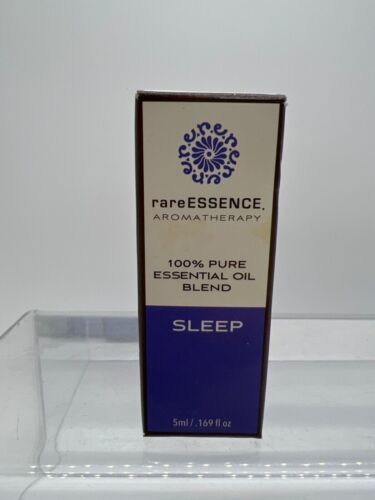 rareESSENCE.
AROMATHERAPY
100% PURE
ESSENTIAL OIL
BLEND
SLEEP
5ml/.169 fl oz